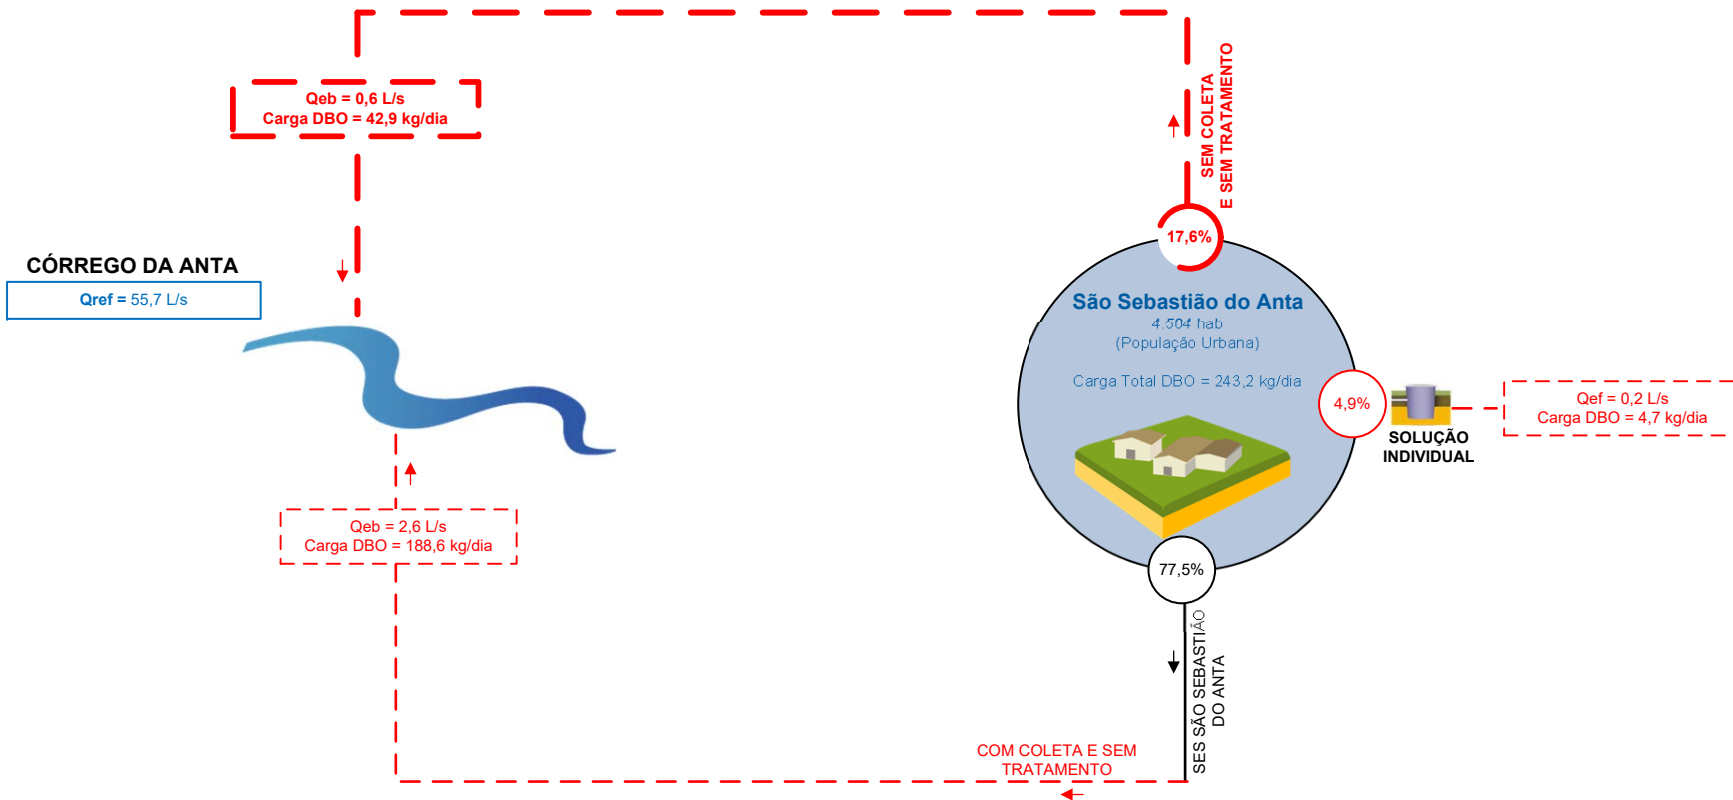 Qeb = 0,6 L/s
Carga DBO = 42,9 kg/dia
SEM COLETA
E SEM TRATAMENTO
17,6%
CÓRREGO DA ANTA
Qref = 55,7 L/s
São Sebastião do Anta
4.504 hab
(População Urbana)
Carga Total DBO = 243,2 kg/dia
4,9%
SOLUÇÃO
INDIVIDUAL
Qef = 0,2 L/s
Carga DBO = 4,7 kg/dia
Qeb = 2,6 L/s
Carga DBO = 188,6 kg/dia
77,5%
SES SÃO SEBASTIÃO
DO ANTA
COM COLETA E SEM
TRATAMENTO